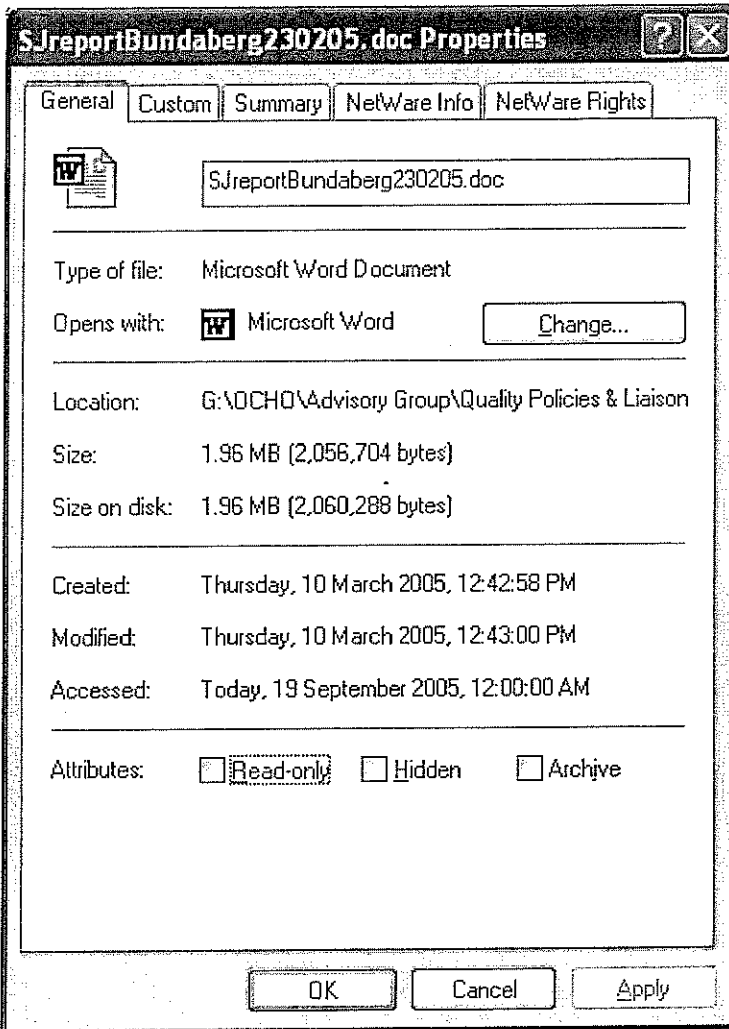 SJreportBundaberg230205.doc Properties ? X
General Custom Summary NetWare Info NetWare Rights
W SJreportBundaberg230205.doc
Type of file: Microsoft Word Document
Opens with: W Microsoft Word Change...
Location: G:\OCHO\Advisory Group\Quality Policies & Liaison
Size: 1.96 MB (2,056,704 bytes)
Size on disk: 1.96 MB (2,060,288 bytes)
Created: Thursday, 10 March 2005, 12:42:58 PM
Modified: Thursday, 10 March 2005, 12:43:00 PM
Accessed: Today, 19 September 2005, 12:00:00 AM
Attributes: Read-only Hidden Archive
OK Cancel Apply